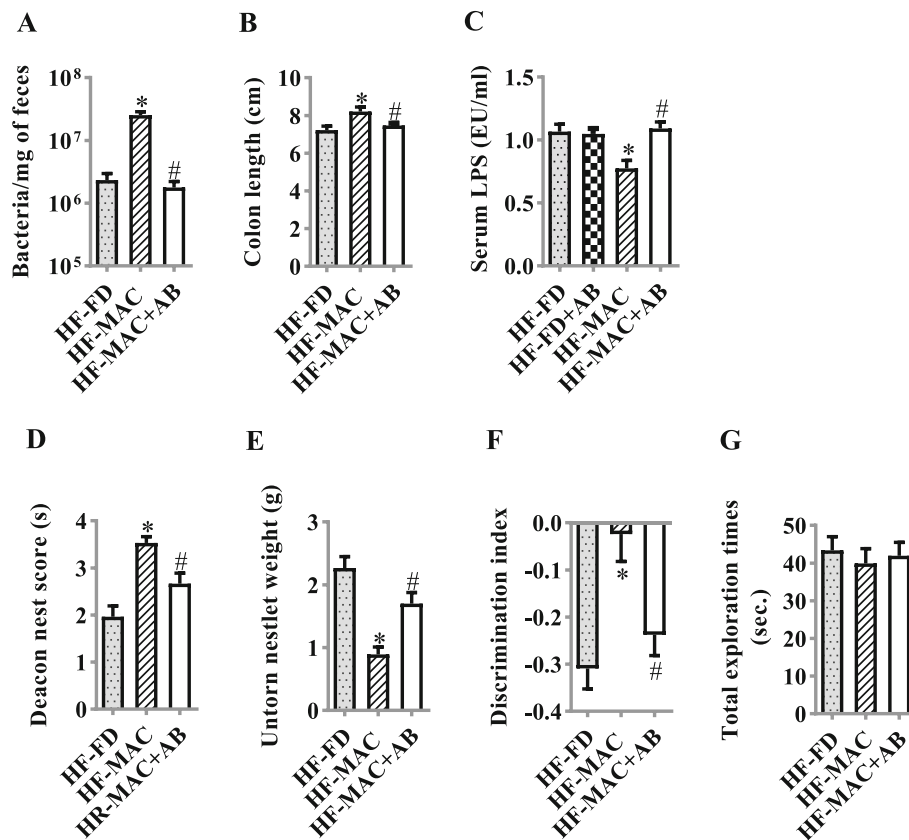 A
Bacteria/mg of feces
10^8
10^7
10^6
10^5
*
#
HF-FD
HF-MAC
HF-MAC+AB
B
Colon length (cm)
10
8
6
4
2
0
*
#
HF-FD
HF-MAC
HF-MAC+AB
C
Serum LPS (EU/ml)
1.5
1.0
0.5
0.0
*
#
HF-FD
HF-FD+AB
HF-MAC
HF-MAC+AB
D
Deacon nest score (s)
4
3
2
1
0
*
#
HF-FD
HF-MAC
HR-MAC+AB
E
Untorn nestlet weight (g)
3
2
1
0
*
#
HF-FD
HF-MAC
HF-MAC+AB
F
Discrimination index
0.0
-0.1
-0.2
-0.3
-0.4
*
#
HF-FD
HF-MAC
HF-MAC+AB
G
Total exploration times
(sec.)
50
40
30
20
10
0
HF-FD
HF-MAC
HF-MAC+AB